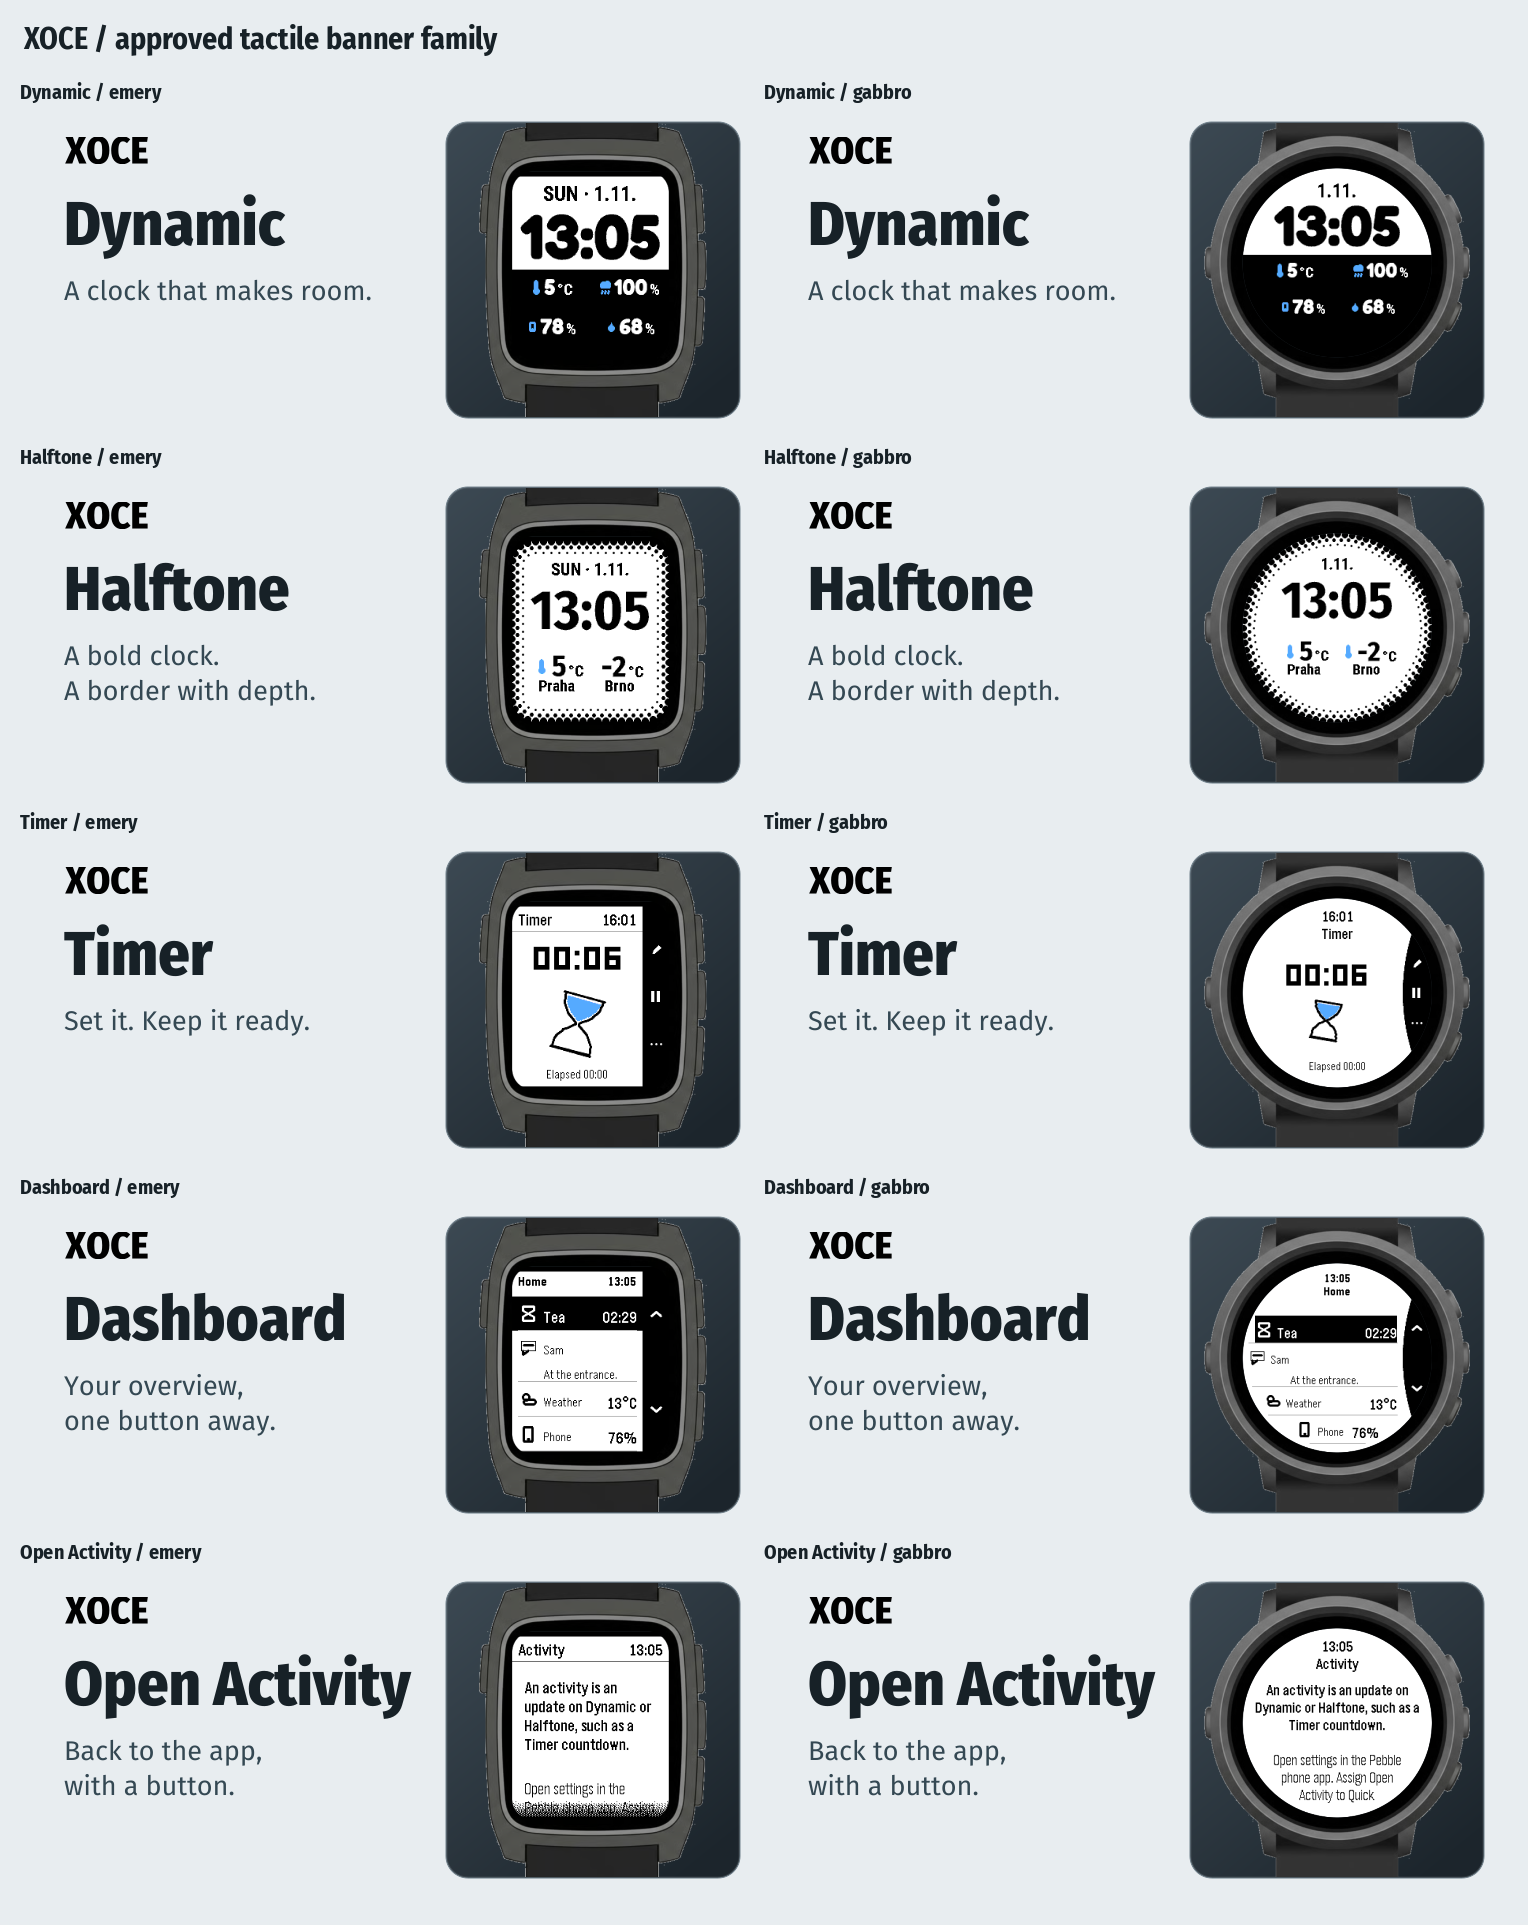 XOCE / approved tactile banner family
Dynamic / emery
XOCE
Dynamic
A clock that makes room.
SUN · 1.11.
13:05
5°C 100%
78% 68%
Dynamic / gabbro
XOCE
Dynamic
A clock that makes room.
1.11.
13:05
5°C 100%
78% 68%
Halftone / emery
XOCE
Halftone
A bold clock.
A border with depth.
SUN · 1.11.
13:05
5°C -2°C
Praha Brno
Halftone / gabbro
XOCE
Halftone
A bold clock.
A border with depth.
1.11.
13:05
5°C -2°C
Praha Brno
Timer / emery
XOCE
Timer
Set it. Keep it ready.
Timer 16:01
00:06
Elapsed 00:00
Timer / gabbro
XOCE
Timer
Set it. Keep it ready.
16:01
Timer
00:06
Elapsed 00:00
Dashboard / emery
XOCE
Dashboard
Your overview,
one button away.
Home 13:05
Tea 02:29
Sam
At the entrance.
Weather 13°C
Phone 76%
Dashboard / gabbro
XOCE
Dashboard
Your overview,
one button away.
13:05
Home
Tea 02:29
Sam
At the entrance.
Weather 13°C
Phone 76%
Open Activity / emery
XOCE
Open Activity
Back to the app,
with a button.
Activity 13:05
An activity is an
update on Dynamic or
Halftone, such as a
Timer countdown.
Open settings in the
Open Activity / gabbro
XOCE
Open Activity
Back to the app,
with a button.
13:05
Activity
An activity is an update on
Dynamic or Halftone, such as a
Timer countdown.
Open settings in the Pebble
phone app. Assign Open
Activity to Quick